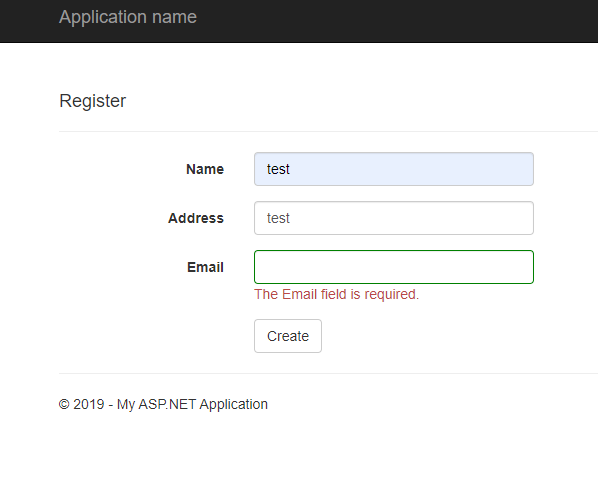 Application name
Register
Name test
Address test
Email
The Email field is required.
Create
© 2019 - My ASP.NET Application